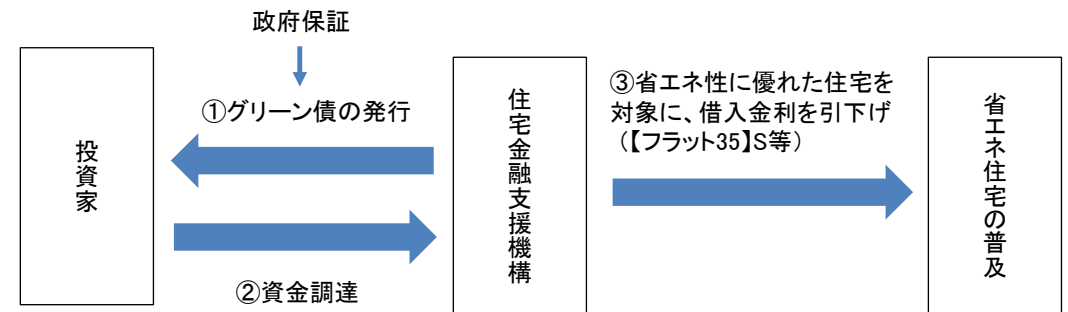 政府保証
①グリーン債の発行
投資家
②資金調達
住宅金融支援機構
③省エネ性に優れた住宅を
対象に、借入金利を引下げ
（【フラット35】S等）
省エネ住宅の普及